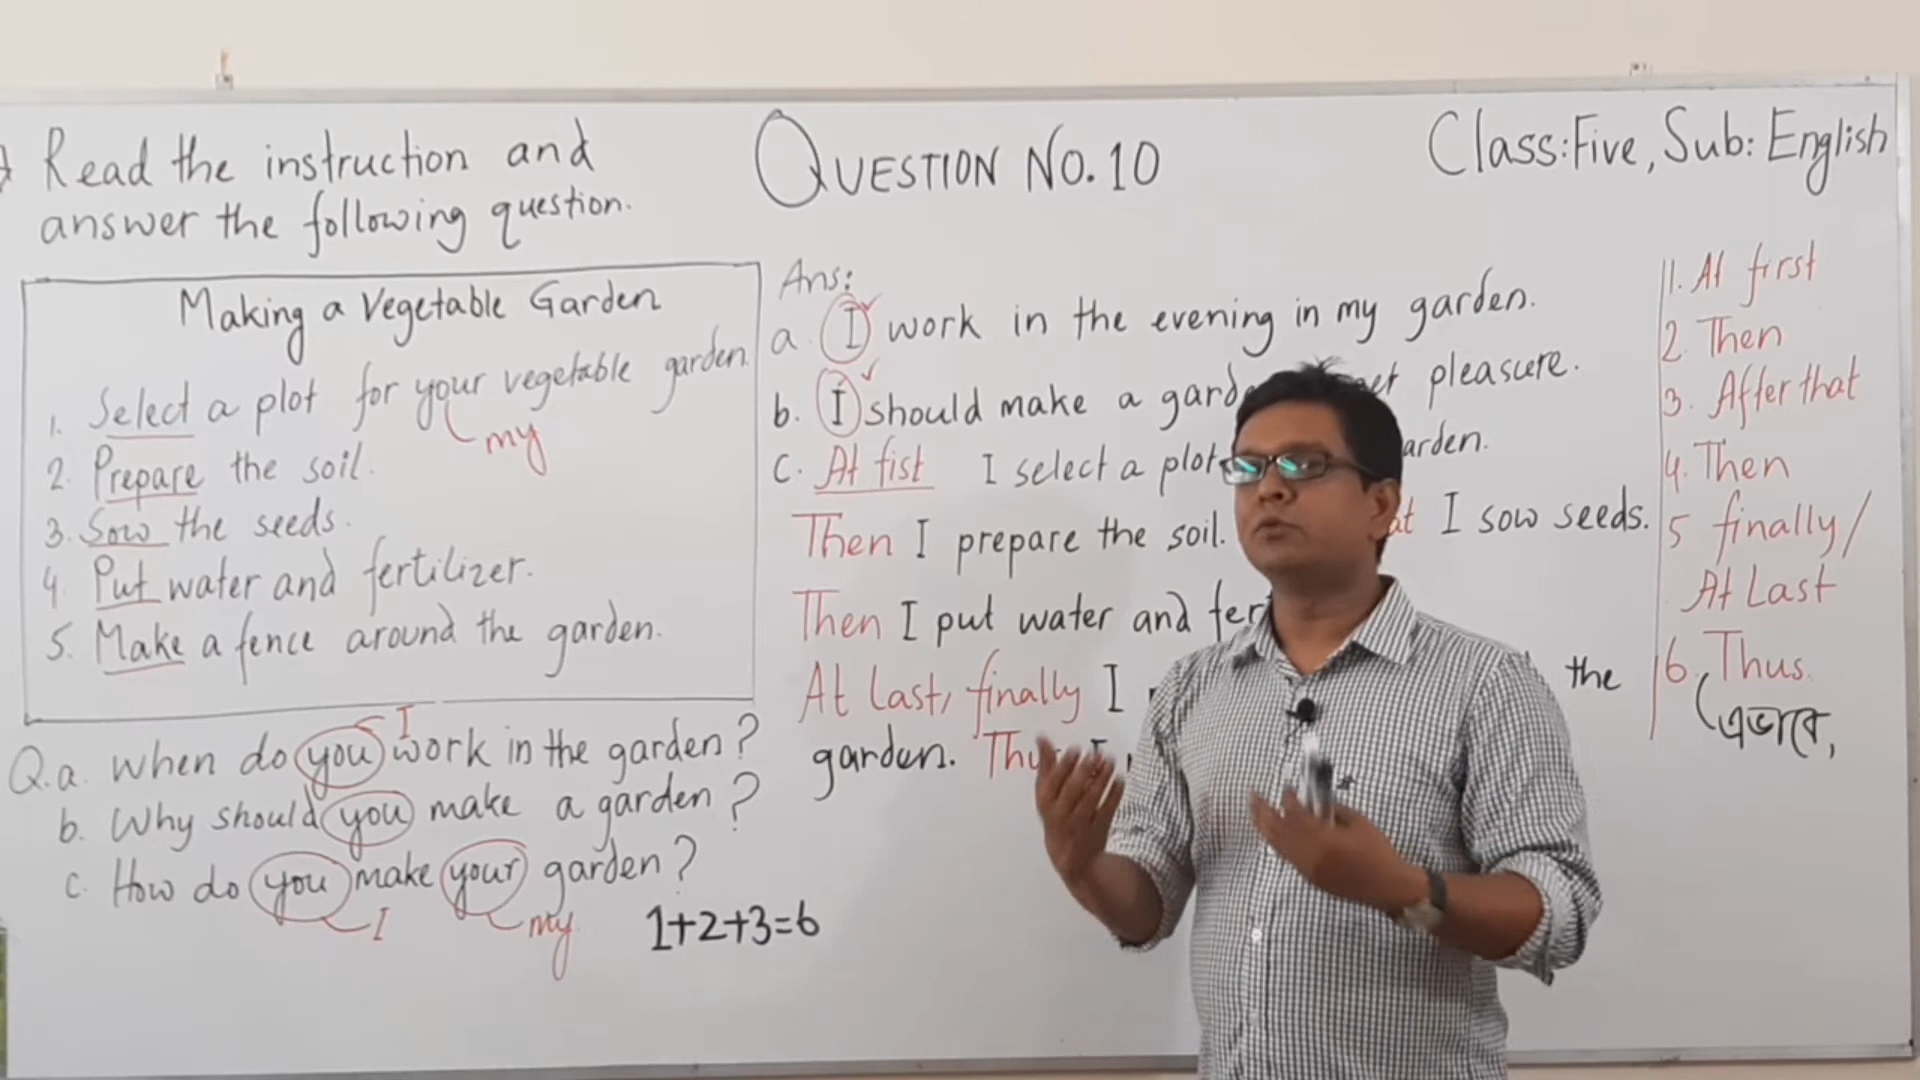 Read the instruction and
answer the following question.
QUESTION NO. 10
Class: Five, Sub: English
Making a Vegetable Garden
1. Select a plot for your vegetable garden.
my
2. Prepare the soil.
3. Sow the seeds.
4. Put water and fertilizer.
5. Make a fence around the garden.
I
Q.a. When do you work in the garden?
b. Why should you make a garden?
c. How do you make your garden?
I my
1+2+3=6
Ans:
a. I work in the evening in my garden.
b. I should make a pleasure.
c. At fist I select a plot garden.
Then I prepare the soil. I sow seeds.
Then I put water and
At Last, finally I the
garden.
1. At first
2. Then
3. After that
4. Then
5 finally/
At Last
6. Thus.
(এভাবে,